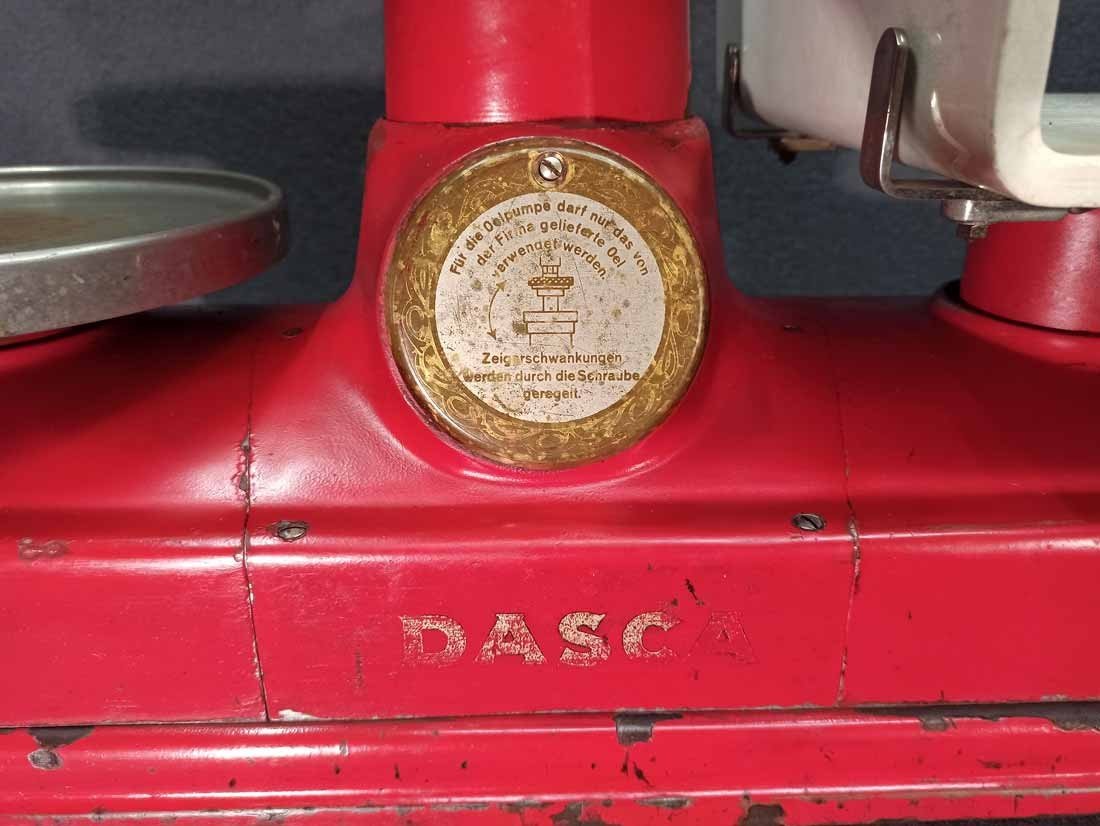 Für die Oelpumpe darf nur das von
der Firma gelieferte Oel
verwendet werden.
Zeigerschwankungen
werden durch die Schraube
geregelt.
DASCA